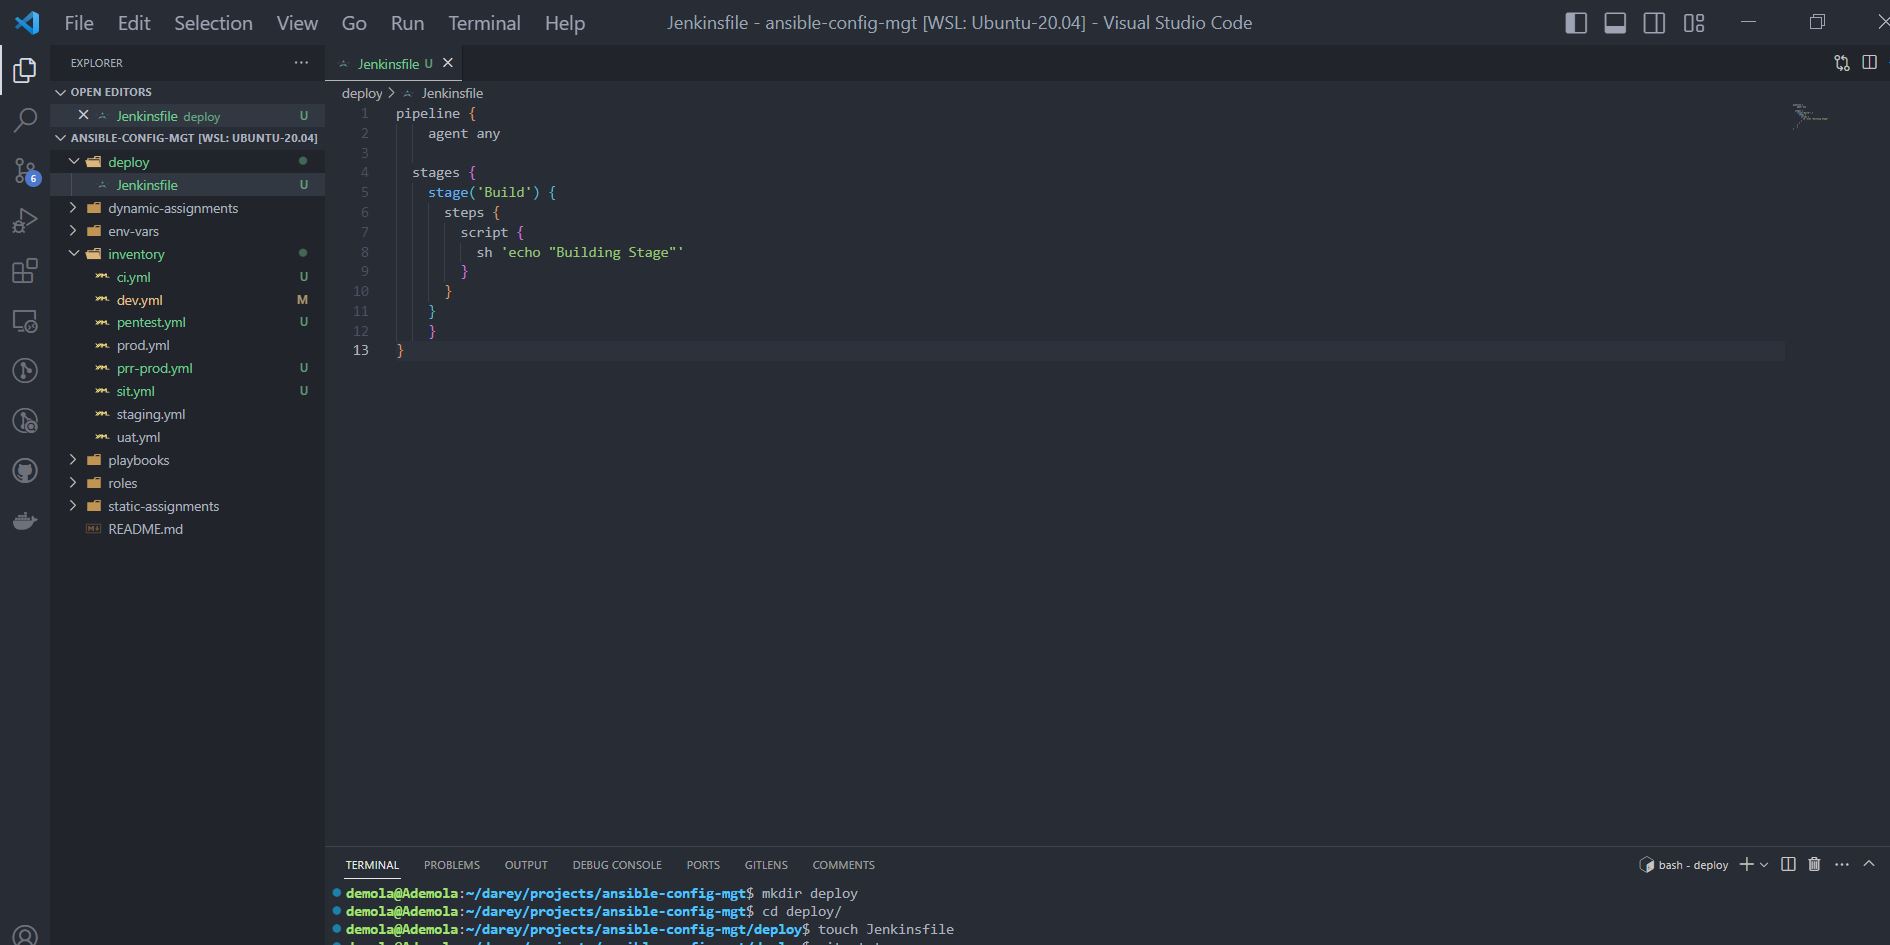 File Edit Selection View Go Run Terminal Help Jenkinsfile - ansible-config-mgt [WSL: Ubuntu-20.04] - Visual Studio Code
EXPLORER
OPEN EDITORS
Jenkinsfile deploy U
ANSIBLE-CONFIG-MGT [WSL: UBUNTU-20.04]
deploy
Jenkinsfile U
dynamic-assignments
env-vars
inventory
ci.yml U
dev.yml M
pentest.yml U
prod.yml
prr-prod.yml U
sit.yml U
staging.yml
uat.yml
playbooks
roles
static-assignments
README.md
6
Jenkinsfile U
deploy > Jenkinsfile
1 pipeline {
2     agent any
3
4   stages {
5     stage('Build') {
6       steps {
7         script {
8           sh 'echo "Building Stage"'
9         }
10       }
11     }
12     }
13 }
TERMINAL PROBLEMS OUTPUT DEBUG CONSOLE PORTS GITLENS COMMENTS
bash - deploy
demola@Ademola:~/darey/projects/ansible-config-mgt$ mkdir deploy
demola@Ademola:~/darey/projects/ansible-config-mgt$ cd deploy/
demola@Ademola:~/darey/projects/ansible-config-mgt/deploy$ touch Jenkinsfile